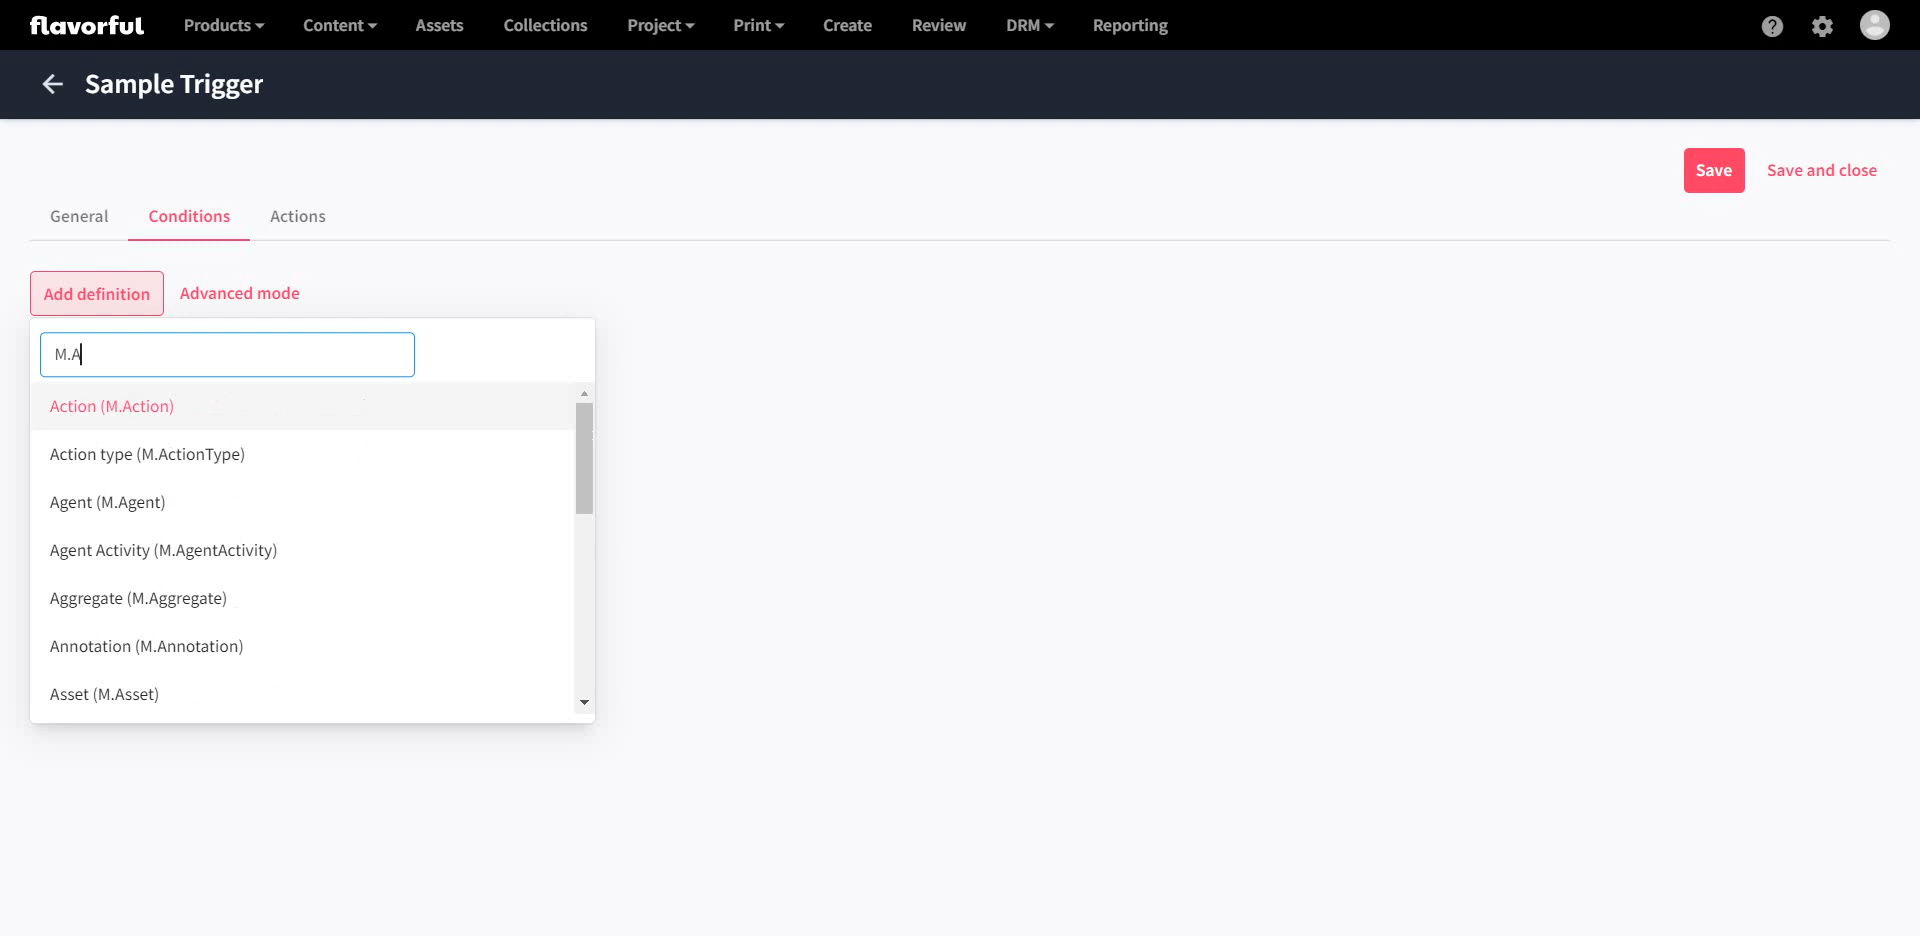 flavorful Products Content Assets Collections Project Print Create Review DRM Reporting
Sample Trigger
Save Save and close
General Conditions Actions
Add definition Advanced mode
M.A
Action (M.Action)
Action type (M.ActionType)
Agent (M.Agent)
Agent Activity (M.AgentActivity)
Aggregate (M.Aggregate)
Annotation (M.Annotation)
Asset (M.Asset)